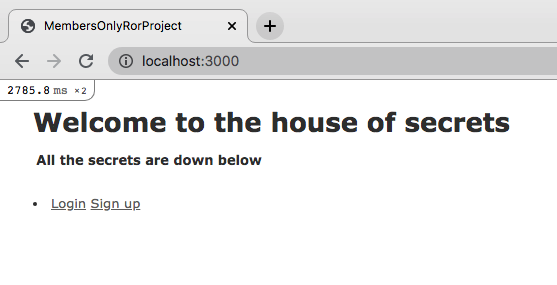 MembersOnlyRorProject
localhost:3000
2785.8 ms ×2
Welcome to the house of secrets
All the secrets are down below
• Login Sign up